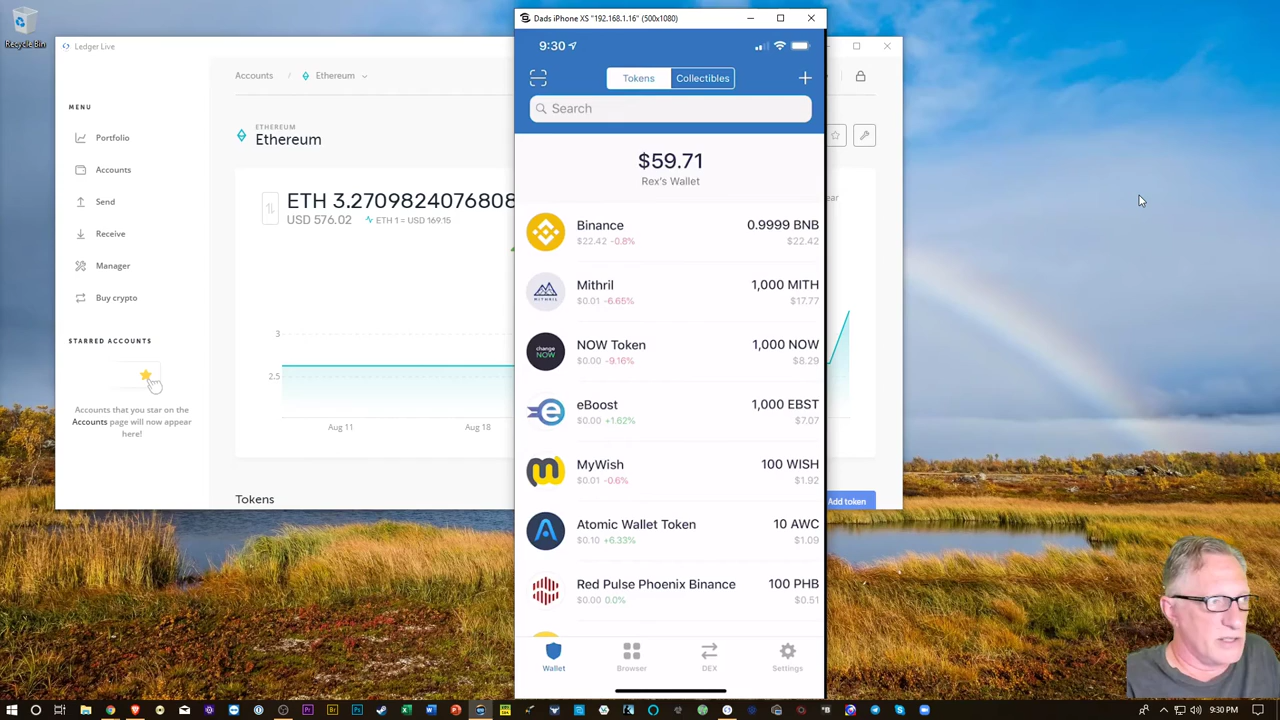 Recycle Bin
Ledger Live
Accounts / Ethereum
MENU
Portfolio
Accounts
Send
Receive
Manager
Buy crypto
STARRED ACCOUNTS
Accounts that you star on the
Accounts page will now appear
here!
ETHEREUM
Ethereum
ETH 3.2709824076808
USD 576.02 ETH 1 = USD 169.15
3
2.5
Aug 11 Aug 18
Tokens
Add token
Dads iPhone XS "192.168.1.16" (500x1080)
9:30
Tokens Collectibles
Search
$59.71
Rex's Wallet
Binance 0.9999 BNB
$22.42 -0.8% $22.42
MITHRIL
Mithril 1,000 MITH
$0.01 -6.65% $17.77
change
NOW
NOW Token 1,000 NOW
$0.00 -9.16% $8.29
eBoost 1,000 EBST
$0.00 +1.62% $7.07
MyWish 100 WISH
$0.01 -0.6% $1.92
Atomic Wallet Token 10 AWC
$0.10 +6.33% $1.09
Red Pulse Phoenix Binance 100 PHB
$0.00 0.0% $0.51
Wallet Browser DEX Settings
9:30 PM